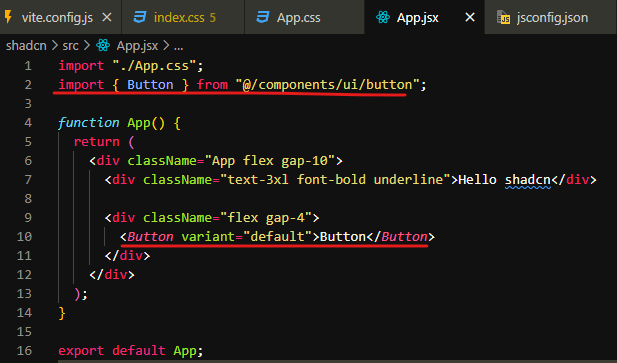 vite.config.js index.css 5 App.css App.jsx jsconfig.json
shadcn > src > App.jsx > ...
1 import "./App.css";
2 import { Button } from "@/components/ui/button";
3
4 function App() {
5 return (
6 <div className="App flex gap-10">
7 <div className="text-3xl font-bold underline">Hello shadcn</div>
8
9 <div className="flex gap-4">
10 <Button variant="default">Button</Button>
11 </div>
12 </div>
13 );
14 }
15
16 export default App;